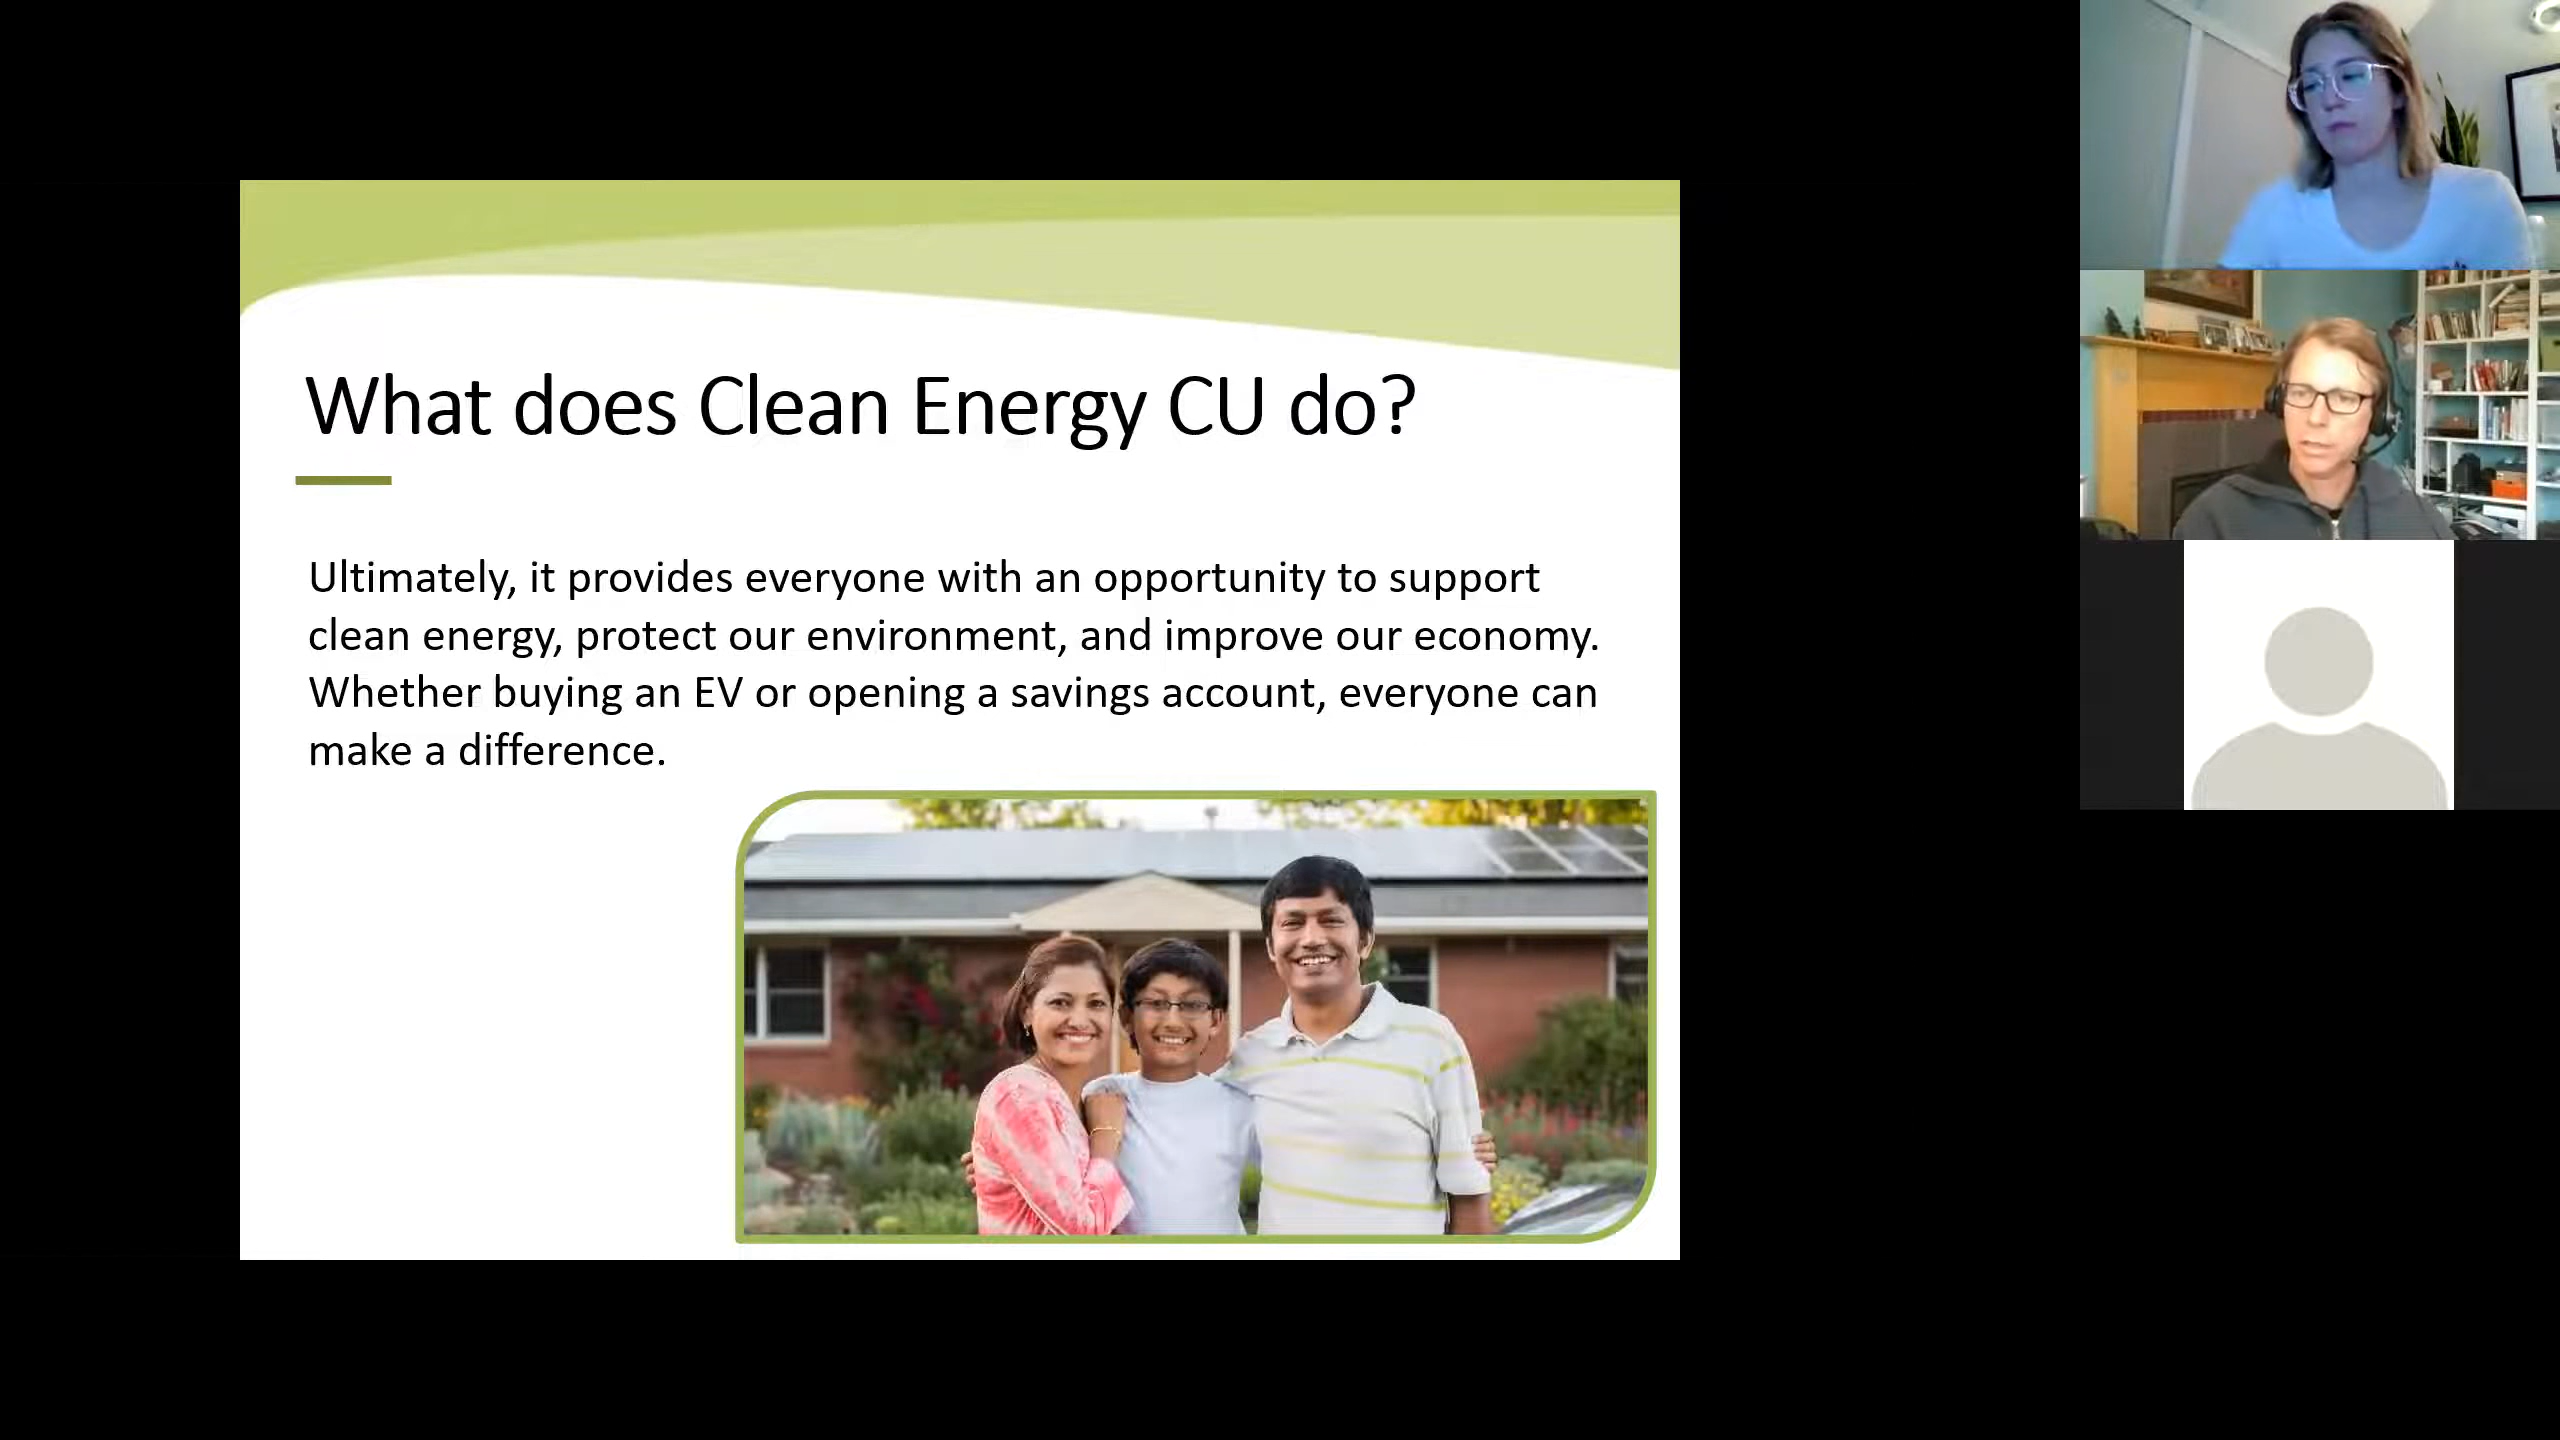 What does Clean Energy CU do?
Ultimately, it provides everyone with an opportunity to support
clean energy, protect our environment, and improve our economy.
Whether buying an EV or opening a savings account, everyone can
make a difference.